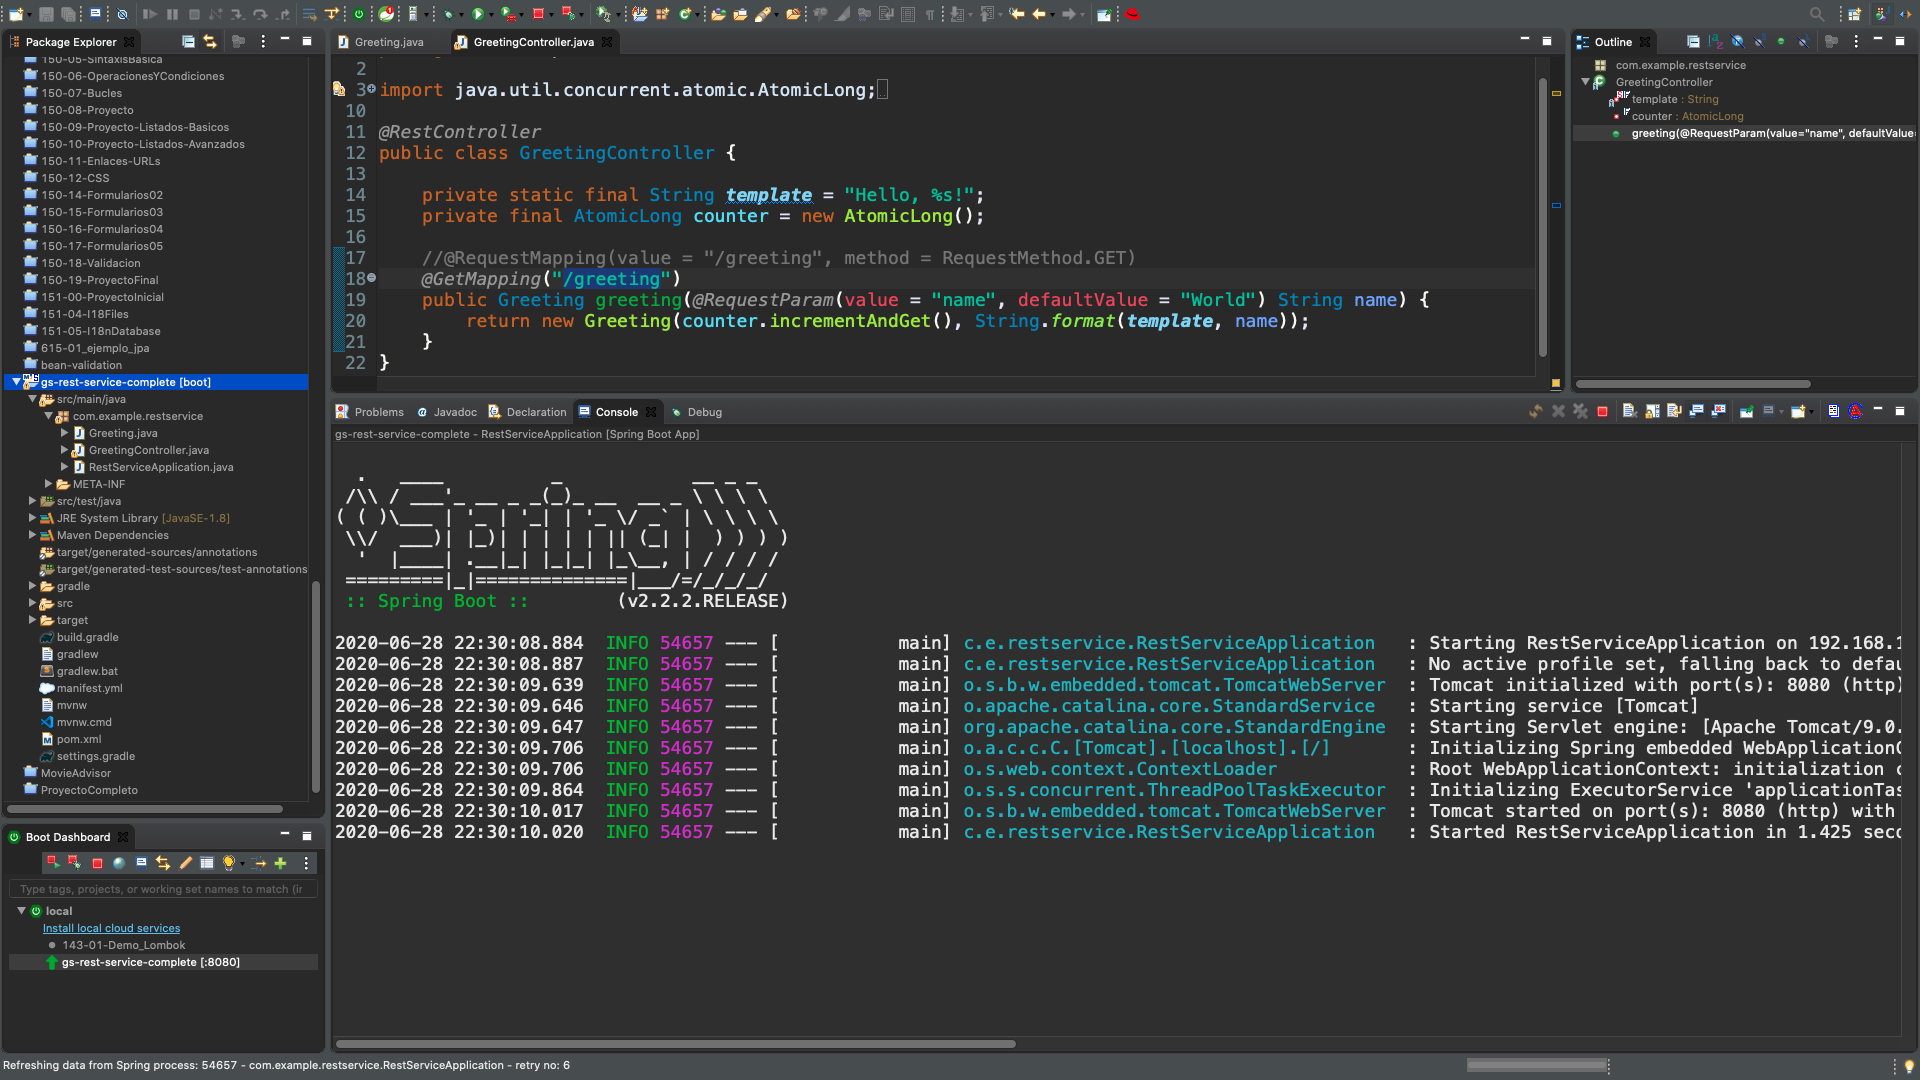 Package Explorer
150-05-SintaxisBasica
150-06-OperacionesYCondiciones
150-07-Bucles
150-08-Proyecto
150-09-Proyecto-Listados-Basicos
150-10-Proyecto-Listados-Avanzados
150-11-Enlaces-URLs
150-12-CSS
150-14-Formularios02
150-15-Formularios03
150-16-Formularios04
150-17-Formularios05
150-18-Validacion
150-19-ProyectoFinal
151-00-ProyectoInicial
151-04-I18Files
151-05-I18nDatabase
615-01_ejemplo_jpa
bean-validation
gs-rest-service-complete [boot]
src/main/java
com.example.restservice
Greeting.java
GreetingController.java
RestServiceApplication.java
META-INF
src/test/java
JRE System Library [JavaSE-1.8]
Maven Dependencies
target/generated-sources/annotations
target/generated-test-sources/test-annotations
gradle
src
target
build.gradle
gradlew
gradlew.bat
manifest.yml
mvnw
mvnw.cmd
pom.xml
settings.gradle
MovieAdvisor
ProyectoCompleto
Boot Dashboard
Type tags, projects, or working set names to match (ir
local
Install local cloud services
143-01-Demo_Lombok
gs-rest-service-complete [:8080]
Greeting.java
GreetingController.java
2
3 import java.util.concurrent.atomic.AtomicLong;
10
11 @RestController
12 public class GreetingController {
13
14 private static final String template = "Hello, %s!";
15 private final AtomicLong counter = new AtomicLong();
16
17 //@RequestMapping(value = "/greeting", method = RequestMethod.GET)
18 @GetMapping("/greeting")
19 public Greeting greeting(@RequestParam(value = "name", defaultValue = "World") String name) {
20 return new Greeting(counter.incrementAndGet(), String.format(template, name));
21 }
22 }
Outline
com.example.restservice
GreetingController
template : String
counter : AtomicLong
greeting(@RequestParam(value="name", defaultValue=
Problems
Javadoc
Declaration
Console
Debug
gs-rest-service-complete - RestServiceApplication [Spring Boot App]
:: Spring Boot :: (v2.2.2.RELEASE)
2020-06-28 22:30:08.884 INFO 54657 --- [ main] c.e.restservice.RestServiceApplication : Starting RestServiceApplication on 192.168.1
2020-06-28 22:30:08.887 INFO 54657 --- [ main] c.e.restservice.RestServiceApplication : No active profile set, falling back to defau
2020-06-28 22:30:09.639 INFO 54657 --- [ main] o.s.b.w.embedded.tomcat.TomcatWebServer : Tomcat initialized with port(s): 8080 (http)
2020-06-28 22:30:09.646 INFO 54657 --- [ main] o.apache.catalina.core.StandardService : Starting service [Tomcat]
2020-06-28 22:30:09.647 INFO 54657 --- [ main] org.apache.catalina.core.StandardEngine : Starting Servlet engine: [Apache Tomcat/9.0.
2020-06-28 22:30:09.706 INFO 54657 --- [ main] o.a.c.c.C.[Tomcat].[localhost].[/] : Initializing Spring embedded WebApplicationC
2020-06-28 22:30:09.706 INFO 54657 --- [ main] o.s.web.context.ContextLoader : Root WebApplicationContext: initialization c
2020-06-28 22:30:09.864 INFO 54657 --- [ main] o.s.s.concurrent.ThreadPoolTaskExecutor : Initializing ExecutorService 'applicationTas
2020-06-28 22:30:10.017 INFO 54657 --- [ main] o.s.b.w.embedded.tomcat.TomcatWebServer : Tomcat started on port(s): 8080 (http) with
2020-06-28 22:30:10.020 INFO 54657 --- [ main] c.e.restservice.RestServiceApplication : Started RestServiceApplication in 1.425 seco
Refreshing data from Spring process: 54657 - com.example.restservice.RestServiceApplication - retry no: 6